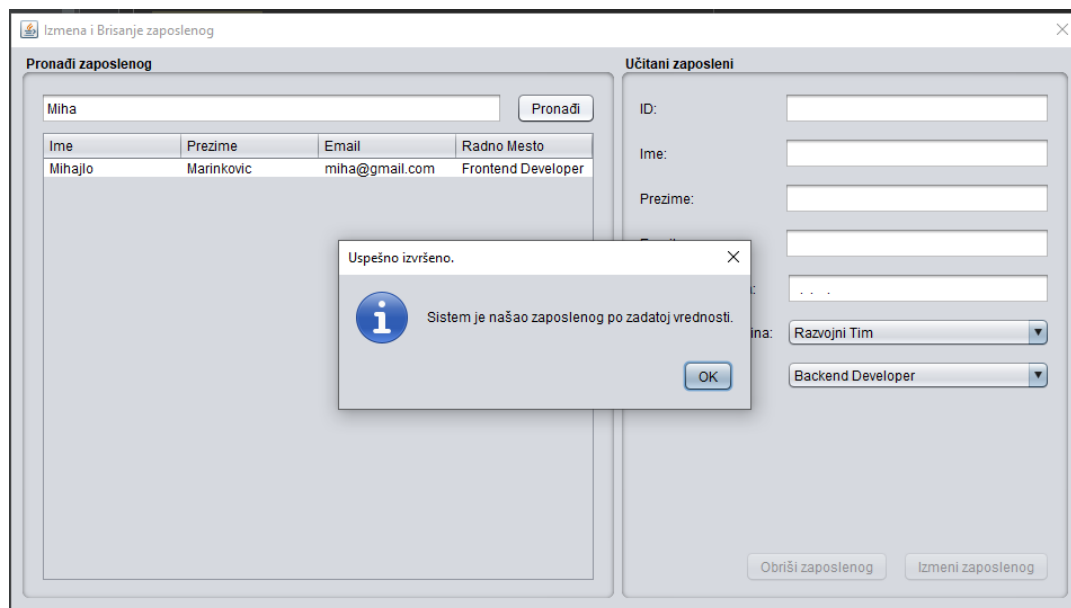 Izmena i Brisanje zaposlenog
Pronađi zaposlenog
Miha
Pronađi
Ime Prezime Email Radno Mesto
Mihajlo Marinkovic miha@gmail.com Frontend Developer
Učitani zaposleni
ID:
Ime:
Prezime:
. . .
ina: Razvojni Tim
Backend Developer
Obriši zaposlenog Izmeni zaposlenog
Uspešno izvršeno.
Sistem je našao zaposlenog po zadatoj vrednosti.
OK